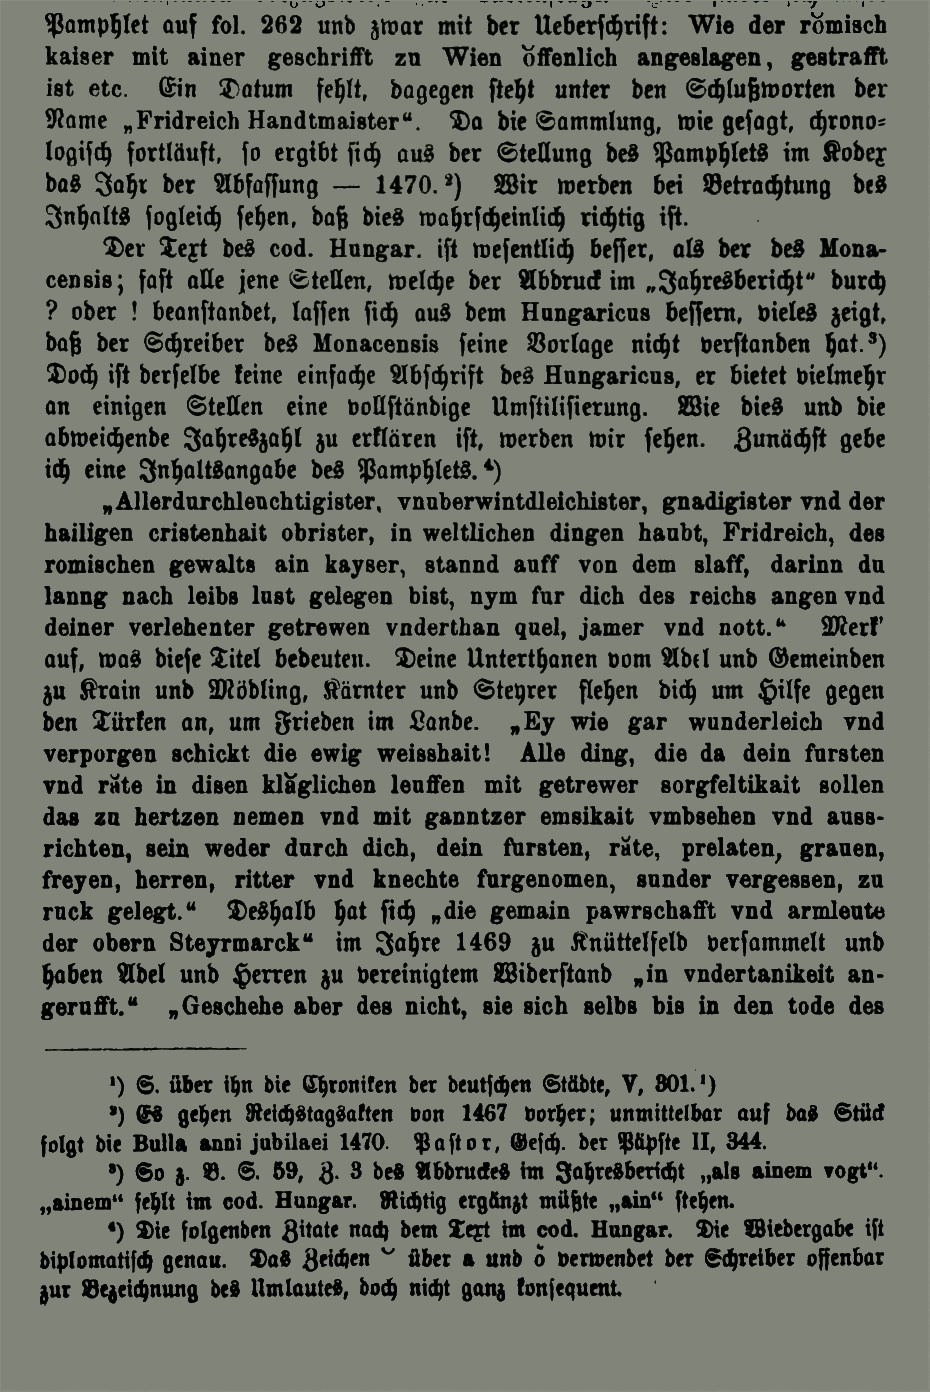 Pamphlet auf fol. 262 und zwar mit der Ueberschrift: Wie der rŏmisch
kaiser mit ainer geschrifft zu Wien ŏffenlich angeslagen, gestrafft
ist etc. Ein Datum fehlt, dagegen steht unter den Schlußworten der
Name „Fridreich Handtmaister“. Da die Sammlung, wie gesagt, chrono-
logisch fortläuft, so ergibt sich aus der Stellung des Pamphlets im Kodex
das Jahr der Abfassung — 1470.²) Wir werden bei Betrachtung des
Inhalts sogleich sehen, daß dies wahrscheinlich richtig ist.
Der Text des cod. Hungar. ist wesentlich besser, als der des Mona-
censis; fast alle jene Stellen, welche der Abdruck im „Jahresbericht“ durch
? oder ! beanstandet, lassen sich aus dem Hungaricus bessern, vieles zeigt,
daß der Schreiber des Monacensis seine Vorlage nicht verstanden hat.³)
Doch ist derselbe keine einfache Abschrift des Hungaricus, er bietet vielmehr
an einigen Stellen eine vollständige Umstilisierung. Wie dies und die
abweichende Jahreszahl zu erklären ist, werden wir sehen. Zunächst gebe
ich eine Inhaltsangabe des Pamphlets.⁴)
„Allerdurchleuchtigister, vnuberwintdleichister, gnadigister vnd der
hailigen cristenhait obrister, in weltlichen dingen haubt, Fridreich, des
romischen gewalts ain kayser, stannd auff von dem slaff, darinn du
lanng nach leibs lust gelegen bist, nym fur dich des reichs angen vnd
deiner verlehenter getrewen vnderthan quel, jamer vnd nott.“ Merk'
auf, was diese Titel bedeuten. Deine Unterthanen vom Adel und Gemeinden
zu Krain und Mödling, Kärnter und Steyrer flehen dich um Hilfe gegen
den Türken an, um Frieden im Lande. „Ey wie gar wunderleich vnd
verporgen schickt die ewig weisshait! Alle ding, die da dein fursten
vnd răte in disen klăglichen leuffen mit getrewer sorgfeltikait sollen
das zu hertzen nemen vnd mit ganntzer emsikait vmbsehen vnd auss-
richten, sein weder durch dich, dein fursten, răte, prelaten, grauen,
freyen, herren, ritter vnd knechte furgenomen, sunder vergessen, zu
ruck gelegt.“ Deshalb hat sich „die gemain pawrschafft vnd armleute
der obern Steyrmarck“ im Jahre 1469 zu Knüttelfeld versammelt und
haben Adel und Herren zu vereinigtem Widerstand „in vndertanikeit an-
gerufft.“ „Geschehe aber des nicht, sie sich selbs bis in den tode des
¹) S. über ihn die Chroniken der deutschen Städte, V, 301.¹)
²) Es gehen Reichstagsakten von 1467 vorher; unmittelbar auf das Stück
folgt die Bulla anni jubilaei 1470. Pastor, Gesch. der Päpste II, 344.
³) So z. B. S. 59, Z. 3 des Abdruckes im Jahresbericht „als ainem vogt“.
„ainem“ fehlt im cod. Hungar. Richtig ergänzt müßte „ain“ stehen.
⁴) Die folgenden Zitate nach dem Text im cod. Hungar. Die Wiedergabe ist
diplomatisch genau. Das Zeichen ˘ über a und ŏ verwendet der Schreiber offenbar
zur Bezeichnung des Umlautes, doch nicht ganz konsequent.